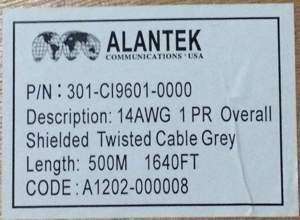 ALANTEK
COMMUNICATIONS USA
P/N : 301-CI9601-0000
Description: 14AWG 1 PR Overall
Shielded Twisted Cable Grey
Length: 500M 1640FT
CODE : A1202-000008